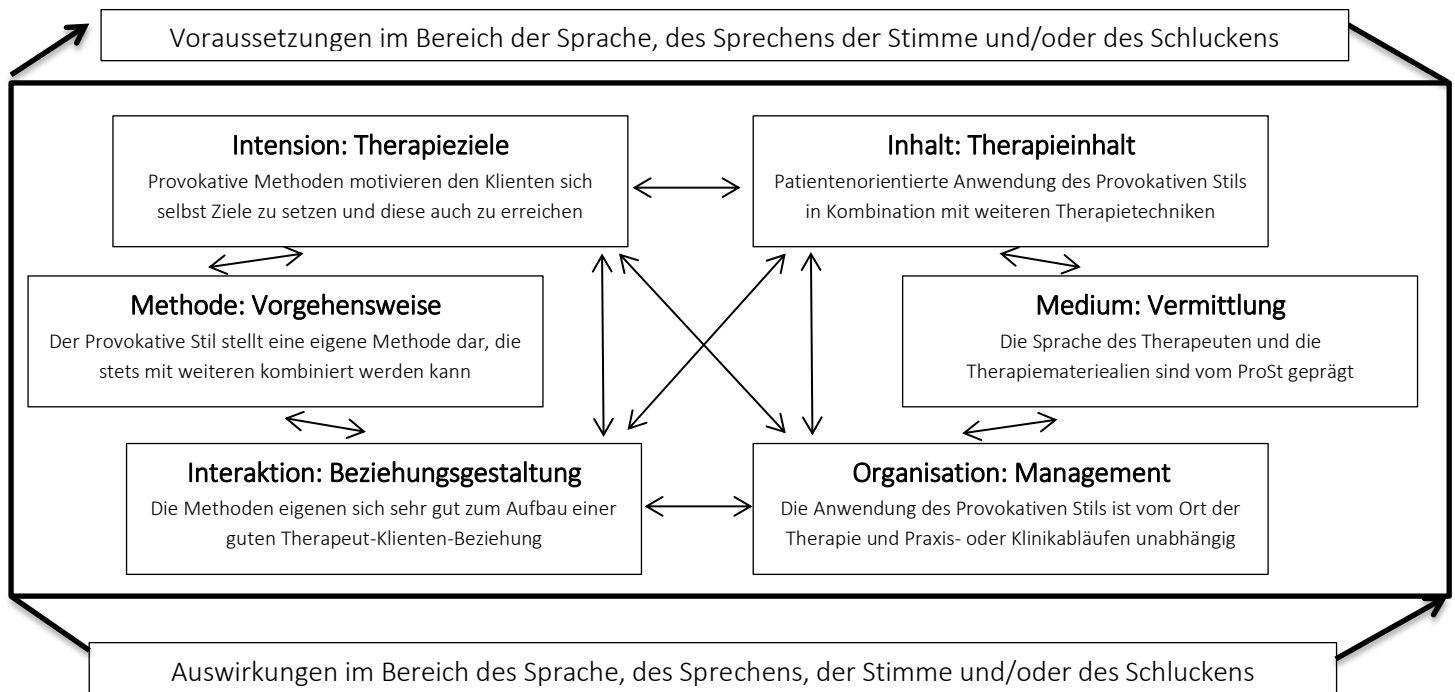 Voraussetzungen im Bereich der Sprache, des Sprechens der Stimme und/oder des Schluckens
Intension: Therapieziele
Provokative Methoden motivieren den Klienten sich
selbst Ziele zu setzen und diese auch zu erreichen
Inhalt: Therapieinhalt
Patientenorientierte Anwendung des Provokativen Stils
in Kombination mit weiteren Therapietechniken
Methode: Vorgehensweise
Der Provokative Stil stellt eine eigene Methode dar, die
stets mit weiteren kombiniert werden kann
Medium: Vermittlung
Die Sprache des Therapeuten und die
Therapiemateriealien sind vom ProSt geprägt
Interaktion: Beziehungsgestaltung
Die Methoden eigenen sich sehr gut zum Aufbau einer
guten Therapeut-Klienten-Beziehung
Organisation: Management
Die Anwendung des Provokativen Stils ist vom Ort der
Therapie und Praxis- oder Klinikabläufen unabhängig
Auswirkungen im Bereich des Sprache, des Sprechens, der Stimme und/oder des Schluckens